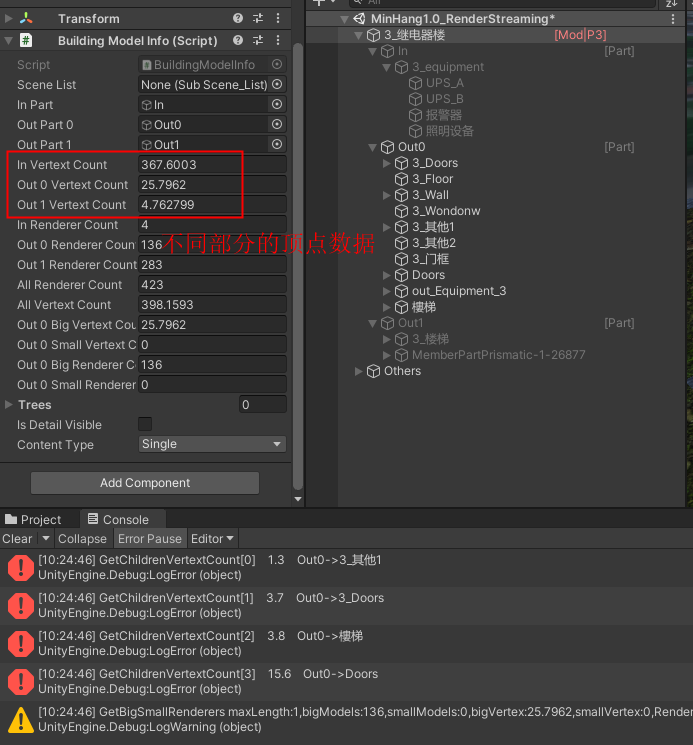 Transform
Building Model Info (Script)
Script
BuildingModelInfo
Scene List
None (Sub Scene_List)
In Part
In
Out Part 0
Out0
Out Part 1
Out1
In Vertext Count
367.6003
Out 0 Vertext Count
25.7962
Out 1 Vertext Count
4.762799
In Renderer Count
4
Out 0 Renderer Coun
136
不同部分的顶点数据
Out 1 Renderer Count
283
All Renderer Count
423
All Vertext Count
398.1593
Out 0 Big Vertext Cou
25.7962
Out 0 Small Vertext C
0
Out 0 Big Renderer C
136
Out 0 Small Renderer
0
Trees
0
Is Detail Visible
Content Type
Single
Add Component
All
MinHang1.0_RenderStreaming*
3_继电器楼
[Mod|P3]
In
[Part]
3_equipment
UPS_A
UPS_B
报警器
照明设备
Out0
[Part]
3_Doors
3_Floor
3_Wall
3_Wondonw
3_其他1
3_其他2
3_门框
Doors
out_Equipment_3
樓梯
Out1
[Part]
3_楼梯
MemberPartPrismatic-1-26877
Others
Project
Console
Clear
Collapse
Error Pause
Editor
[10:24:46] GetChildrenVertextCount[0] 1.3 Out0->3_其他1
UnityEngine.Debug:LogError (object)
[10:24:46] GetChildrenVertextCount[1] 3.7 Out0->3_Doors
UnityEngine.Debug:LogError (object)
[10:24:46] GetChildrenVertextCount[2] 3.8 Out0->樓梯
UnityEngine.Debug:LogError (object)
[10:24:46] GetChildrenVertextCount[3] 15.6 Out0->Doors
UnityEngine.Debug:LogError (object)
[10:24:46] GetBigSmallRenderers maxLength:1,bigModels:136,smallModels:0,bigVertex:25.7962,smallVertex:0,Render
UnityEngine.Debug:LogWarning (object)